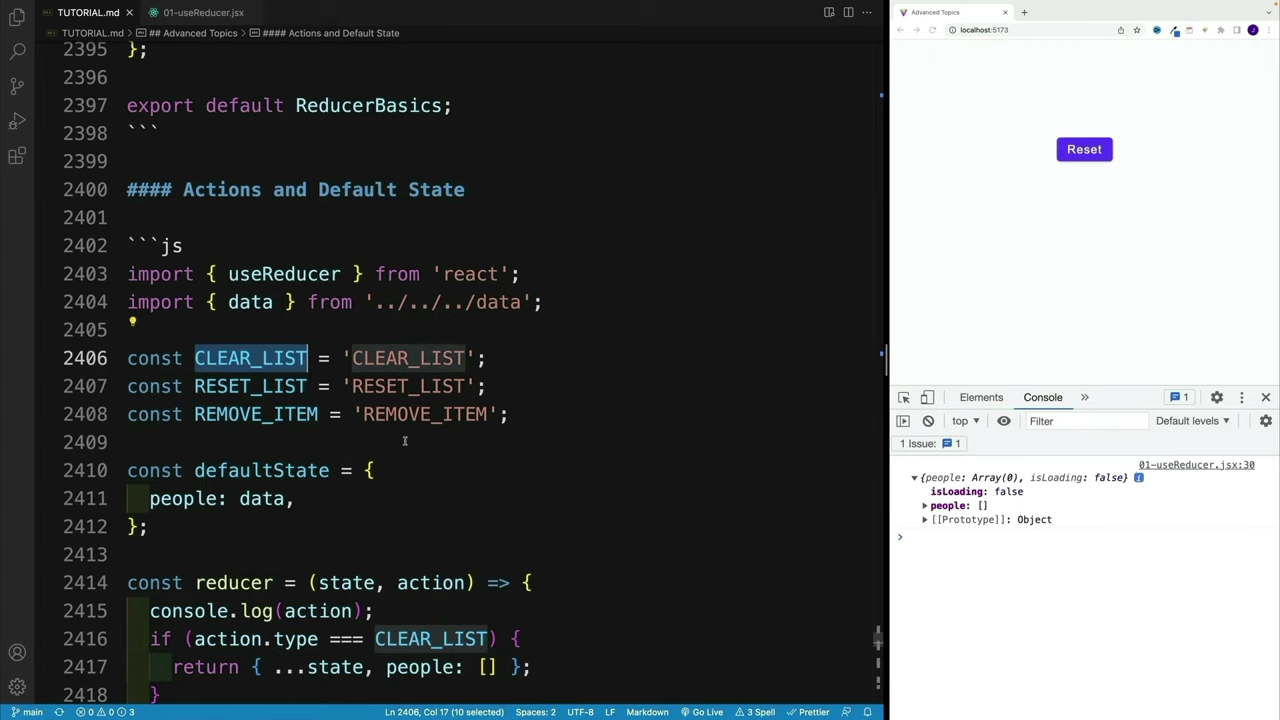 TUTORIAL.md
01-useReducer.jsx
TUTORIAL.md > ## Advanced Topics > #### Actions and Default State
2395 };
2396
2397 export default ReducerBasics;
2398 ```
2399
2400 #### Actions and Default State
2401
2402 ```js
2403 import { useReducer } from 'react';
2404 import { data } from '../../../data';
2405
2406 const CLEAR_LIST = 'CLEAR_LIST';
2407 const RESET_LIST = 'RESET_LIST';
2408 const REMOVE_ITEM = 'REMOVE_ITEM';
2409
2410 const defaultState = {
2411 people: data,
2412 };
2413
2414 const reducer = (state, action) => {
2415 console.log(action);
2416 if (action.type === CLEAR_LIST) {
2417 return { ...state, people: [] };
2418 }
main 0 0 3 Ln 2406, Col 17 (10 selected) Spaces: 2 UTF-8 LF Markdown Go Live 3 Spell Prettier
Advanced Topics
localhost:5173
J
Reset
Elements Console 1
top Filter Default levels
1 Issue: 1
01-useReducer.jsx:30
{people: Array(0), isLoading: false}
isLoading: false
people: []
[[Prototype]]: Object